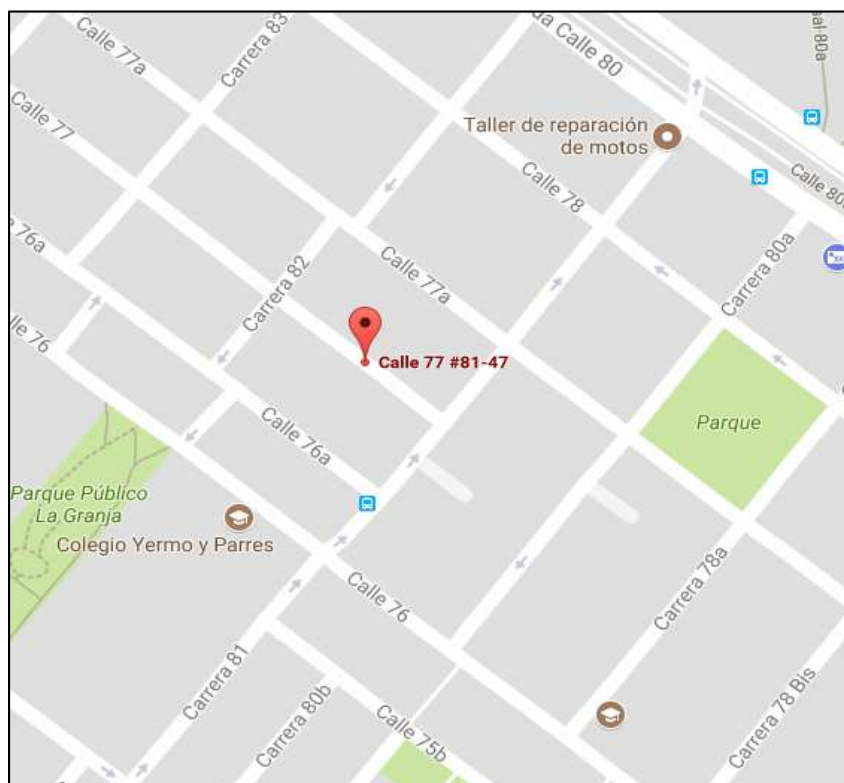 Calle 77a
Carrera 83
da Calle 80
Calle 77
Taller de reparación
de motos
Calle 78
Calle 80
Carrera 80a
76a
Carrera 82
Calle 77a
Calle 76
Calle 77 #81-47
Parque
Calle 76a
Parque Público
La Granja
Colegio Yermo y Parres
Calle 76
Carrera 78a
Carrera 81
Carrera 80b
Calle 75b
Carrera 78 Bis